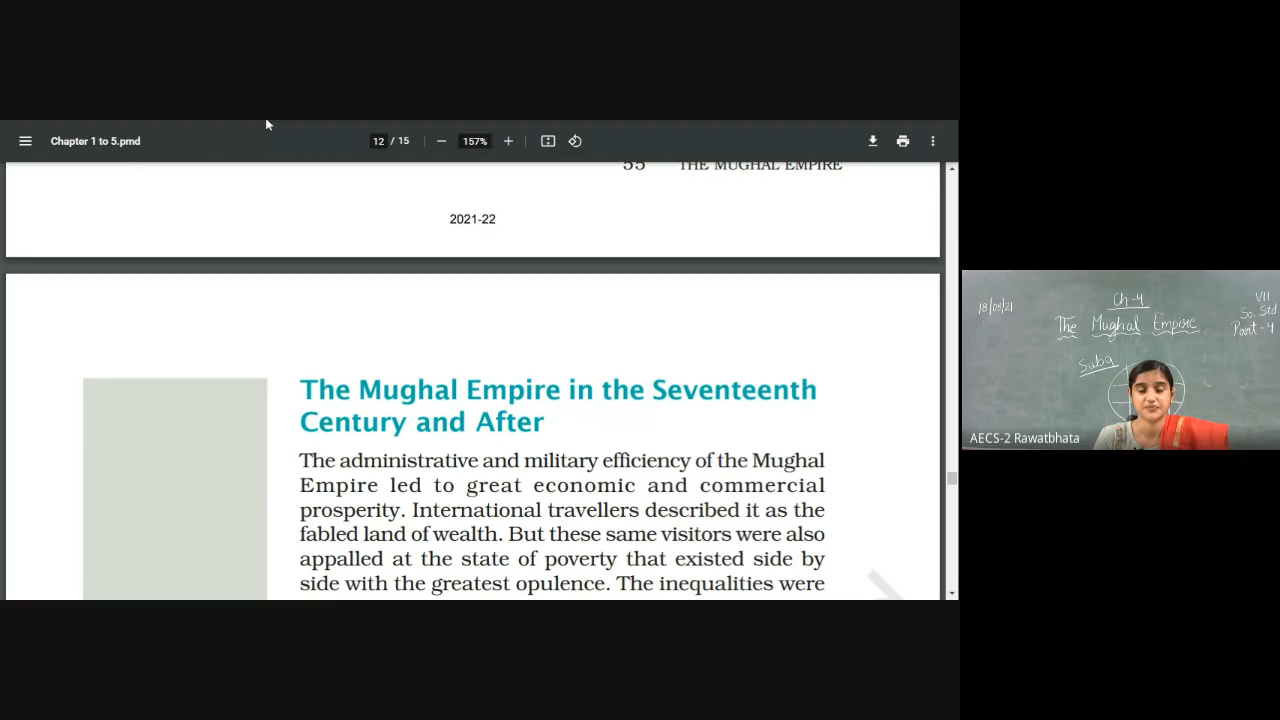 Chapter 1 to 5.pmd
12 / 15
157%
55 THE MUGHAL EMPIRE
2021-22
The Mughal Empire in the Seventeenth
Century and After
The administrative and military efficiency of the Mughal
Empire led to great economic and commercial
prosperity. International travellers described it as the
fabled land of wealth. But these same visitors were also
appalled at the state of poverty that existed side by
side with the greatest opulence. The inequalities were
18/08/21
Ch-4
VII
So. Std
Part-4
The Mughal Empire
Suba
AECS-2 Rawatbhata